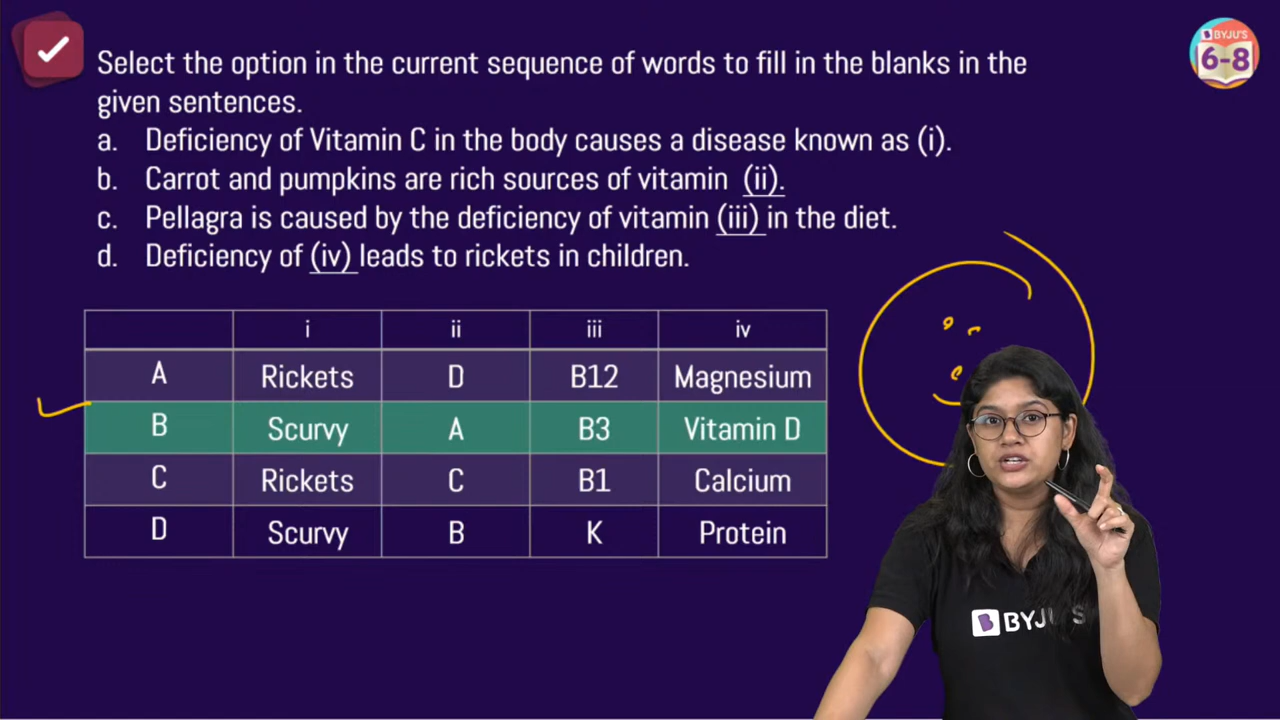 BYJU'S
6-8
Select the option in the current sequence of words to fill in the blanks in the
given sentences.
a. Deficiency of Vitamin C in the body causes a disease known as (i).
b. Carrot and pumpkins are rich sources of vitamin (ii).
c. Pellagra is caused by the deficiency of vitamin (iii) in the diet.
d. Deficiency of (iv) leads to rickets in children.
i ii iii iv
A Rickets D B12 Magnesium
B Scurvy A B3 Vitamin D
C Rickets C B1 Calcium
D Scurvy B K Protein
BYJU'S